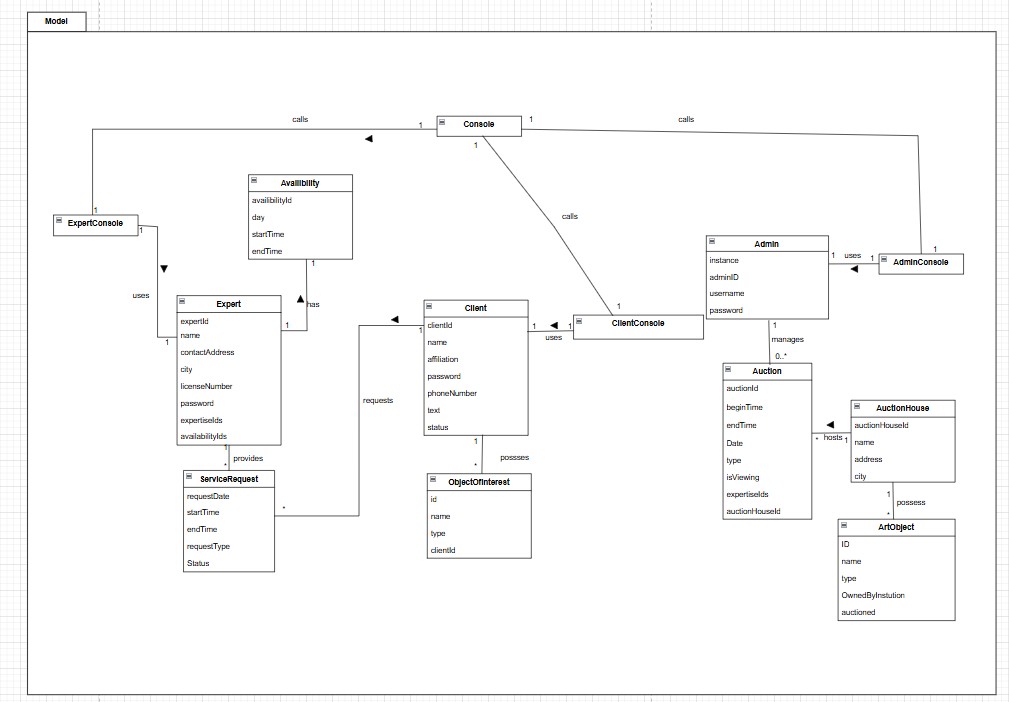 Model
calls
1
Console
1
calls
1
1
ExpertConsole
1
uses
1
Availibility
availibilityId
day
startTime
endTime
1
has
1
calls
1
ClientConsole
1
uses
1
Admin
instance
adminID
username
password
1
uses
1
1
AdminConsole
Expert
expertId
name
contactAddress
city
licenseNumber
password
expertiseIds
availabilityIds
1
provides
*
ServiceRequest
requestDate
startTime
endTime
requestType
Status
*
requests
1
Client
clientId
name
affiliation
password
phoneNumber
text
status
1
possses
*
ObjectOfInterest
id
name
type
clientId
1
manages
0..*
Auction
auctionId
beginTime
endTime
Date
type
isViewing
expertiseIds
auctionHouseId
* hosts 1
AuctionHouse
auctionHouseId
name
address
city
1
possess
*
ArtObject
ID
name
type
OwnedByInstution
auctioned